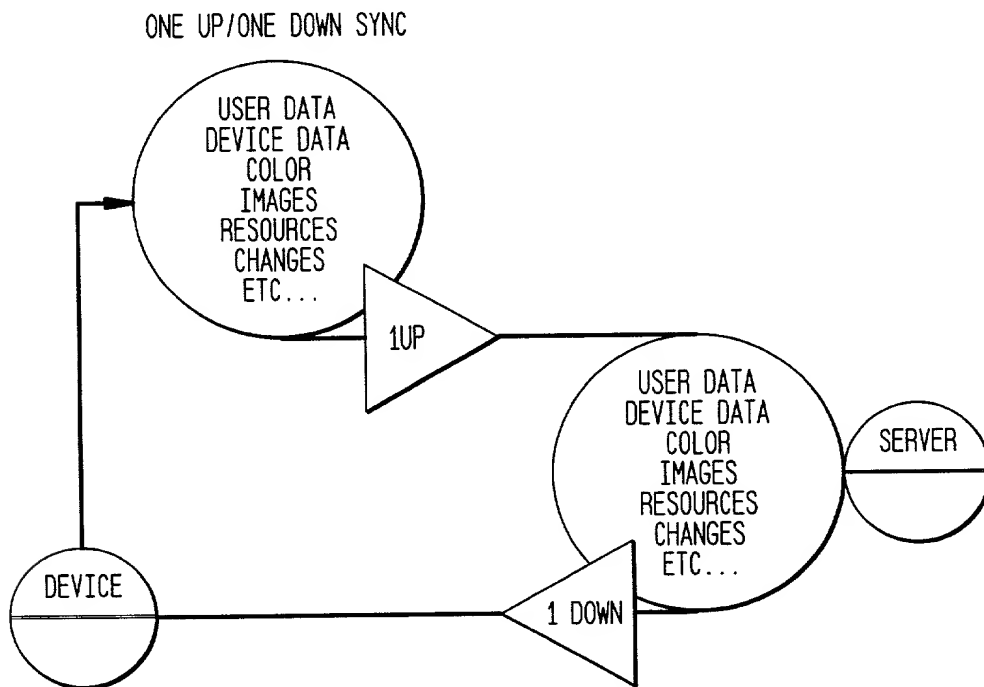 ONE UP/ONE DOWN SYNC
USER DATA
DEVICE DATA
COLOR
IMAGES
RESOURCES
CHANGES
ETC...
1UP
USER DATA
DEVICE DATA
COLOR
IMAGES
RESOURCES
CHANGES
ETC...
SERVER
DEVICE
1 DOWN